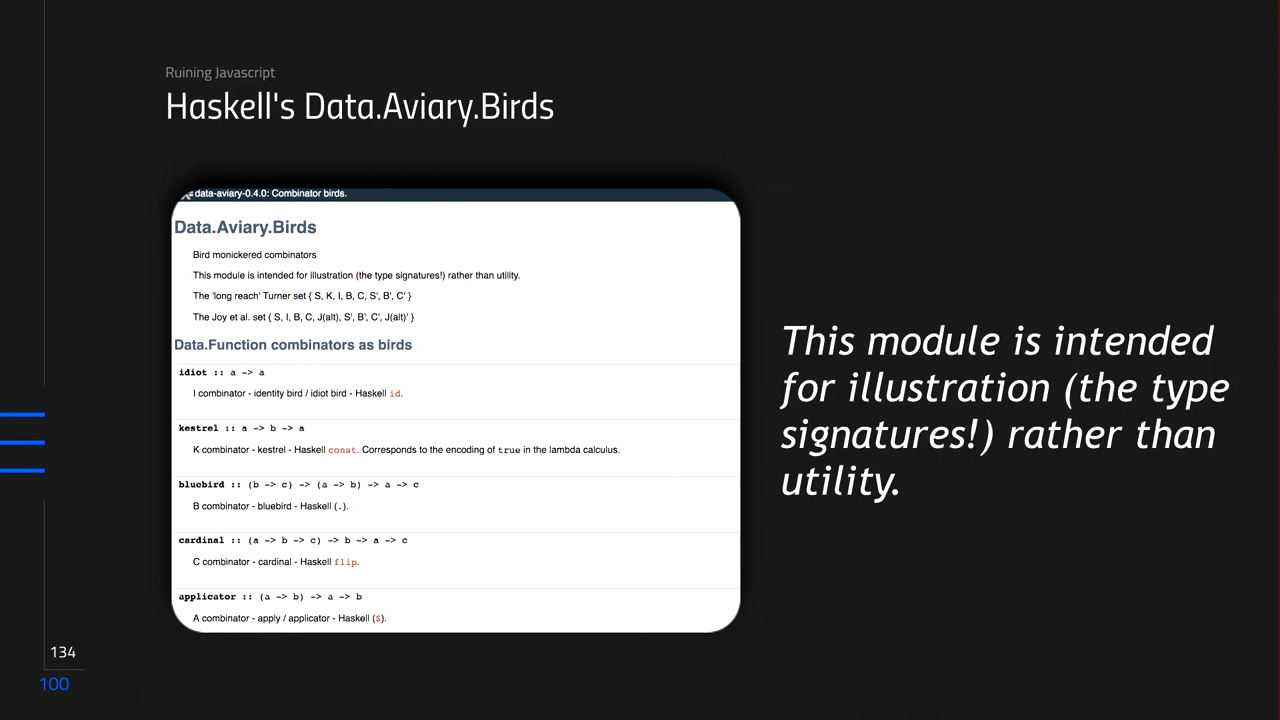 Ruining Javascript
Haskell's Data.Aviary.Birds
data-aviary-0.4.0: Combinator birds.
Data.Aviary.Birds
Bird monickered combinators
This module is intended for illustration (the type signatures!) rather than utility.
The 'long reach' Turner set { S, K, I, B, C, S', B', C' }
The Joy et al. set { S, I, B, C, J(alt), S', B', C', J(alt)' }
Data.Function combinators as birds
idiot :: a -> a
I combinator - identity bird / idiot bird - Haskell id.
kestrel :: a -> b -> a
K combinator - kestrel - Haskell const. Corresponds to the encoding of true in the lambda calculus.
bluebird :: (b -> c) -> (a -> b) -> a -> c
B combinator - bluebird - Haskell (.).
cardinal :: (a -> b -> c) -> b -> a -> c
C combinator - cardinal - Haskell flip.
applicator :: (a -> b) -> a -> b
A combinator - apply / applicator - Haskell ($).
This module is intended
for illustration (the type
signatures!) rather than
utility.
134
100